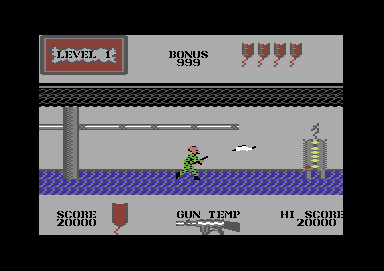 LEVEL 1
BONUS
999
SCORE
20000
GUN TEMP
HI SCORE
20000